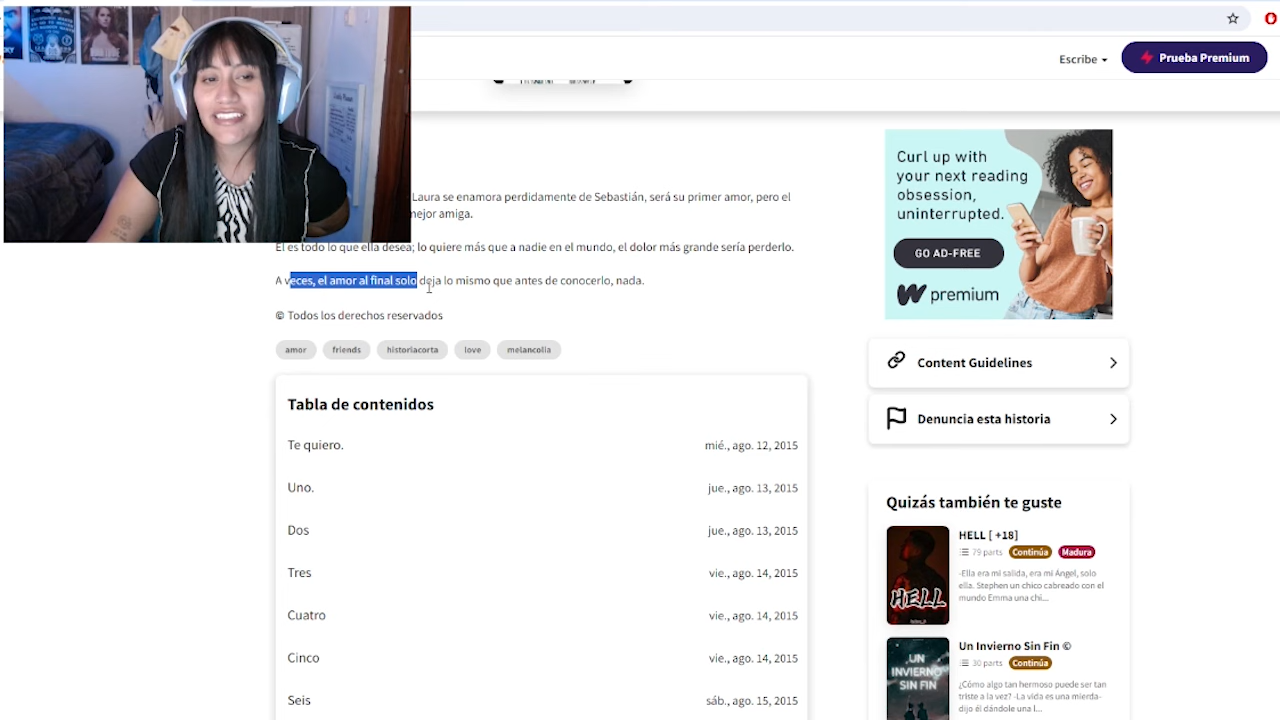 Escribe
Prueba Premium
Laura se enamora perdidamente de Sebastián, será su primer amor, pero el
mejor amiga.
El es todo lo que ella desea; lo quiere más que a nadie en el mundo, el dolor más grande sería perderlo.
A veces, el amor al final solo deja lo mismo que antes de conocerlo, nada.
© Todos los derechos reservados
amor
friends
historiacorta
love
melancolia
Tabla de contenidos
Te quiero.
mié., ago. 12, 2015
Uno.
jue., ago. 13, 2015
Dos
jue., ago. 13, 2015
Tres
vie., ago. 14, 2015
Cuatro
vie., ago. 14, 2015
Cinco
vie., ago. 14, 2015
Seis
sáb., ago. 15, 2015
Curl up with
your next reading
obsession,
uninterrupted.
GO AD-FREE
premium
Content Guidelines
Denuncia esta historia
Quizás también te guste
HELL [ +18]
79 parts
Continúa
Madura
-Ella era mi salida, era mi Ángel, solo
ella. Stephen un chico cabreado con el
mundo Emma una chi...
HELL
Un Invierno Sin Fin ©
30 parts
Continúa
¿Cómo algo tan hermoso puede ser tan
triste a la vez? -La vida es una mierda-
dijo él dándole una l...
UN
INVIERNO
SIN FIN